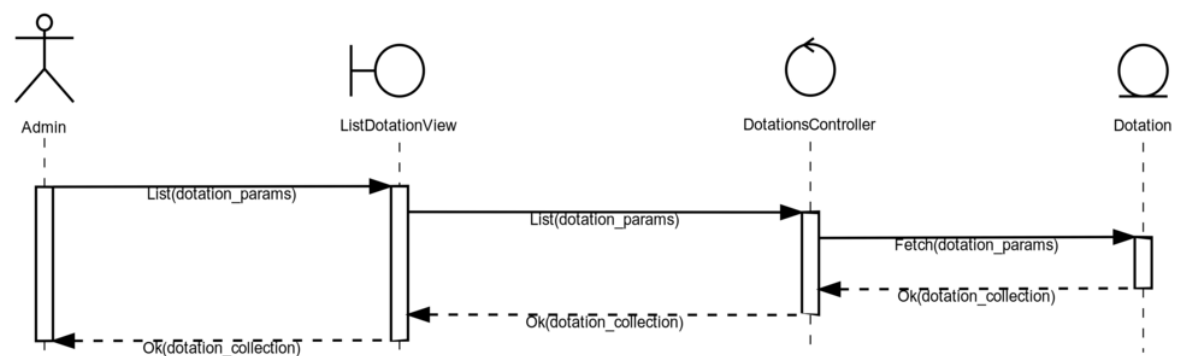 Admin
ListDotationView
DotationsController
Dotation
List(dotation_params)
List(dotation_params)
Fetch(dotation_params)
Ok(dotation_collection)
Ok(dotation_collection)
Ok(dotation_collection)